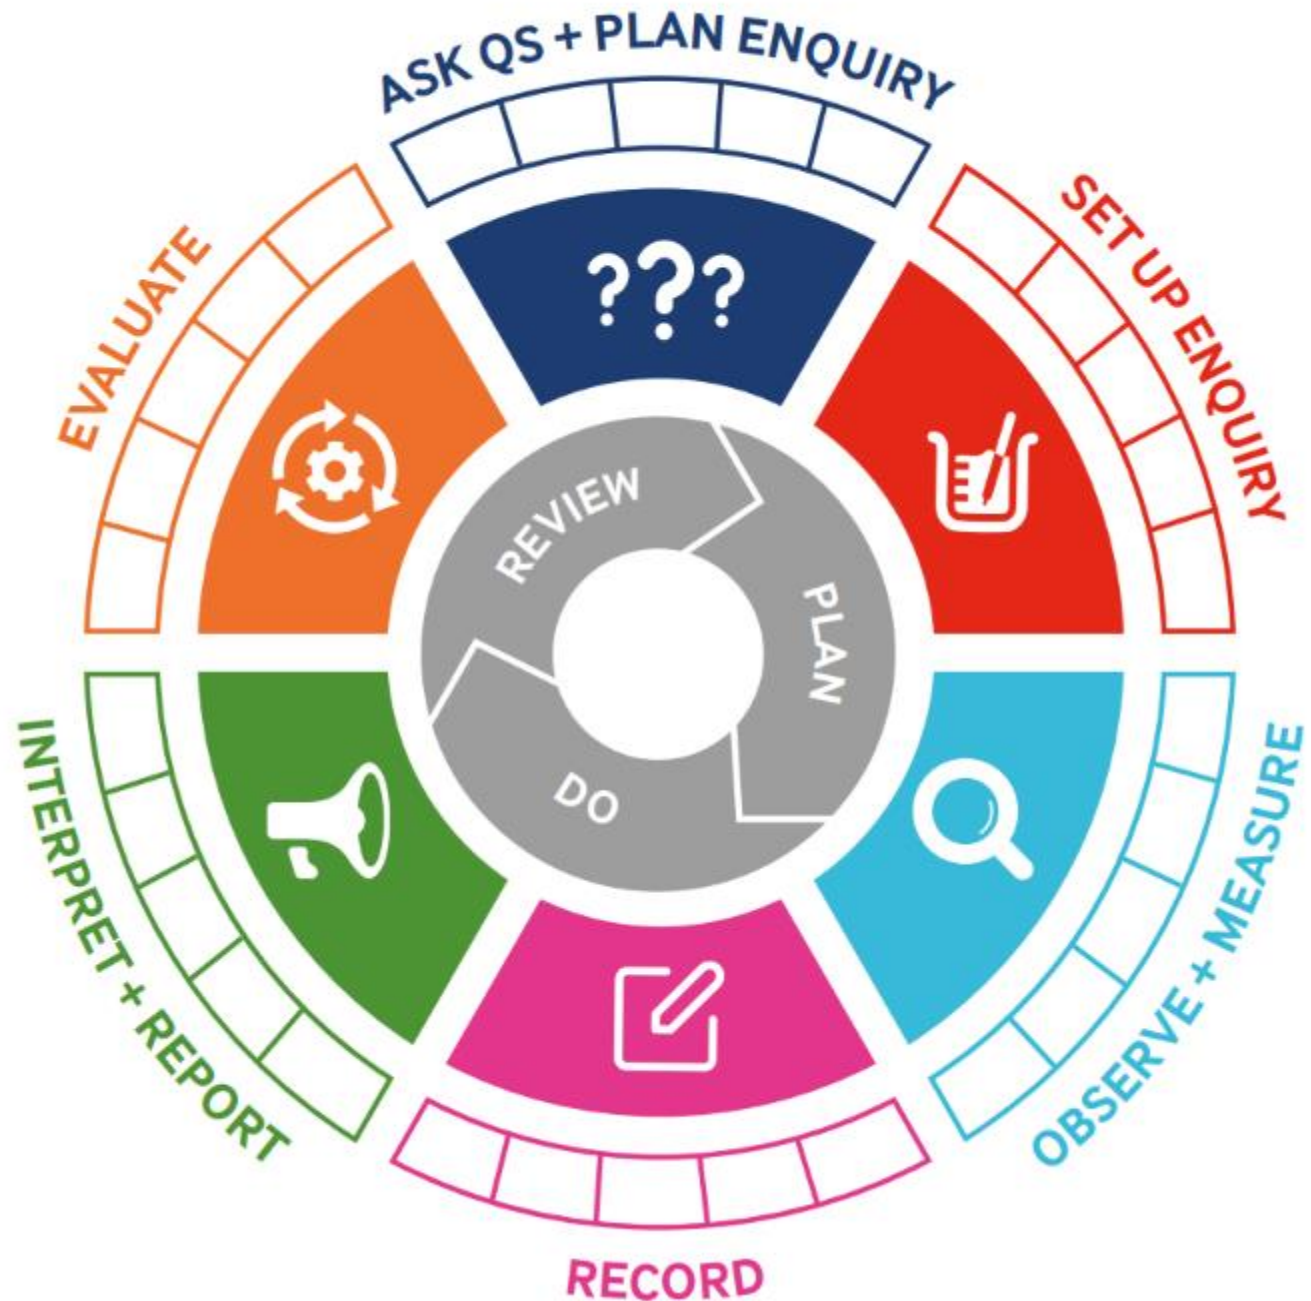 ASK QS + PLAN ENQUIRY
SET UP ENQUIRY
OBSERVE + MEASURE
RECORD
INTERPRET + REPORT
EVALUATE
???
REVIEW
PLAN
DO